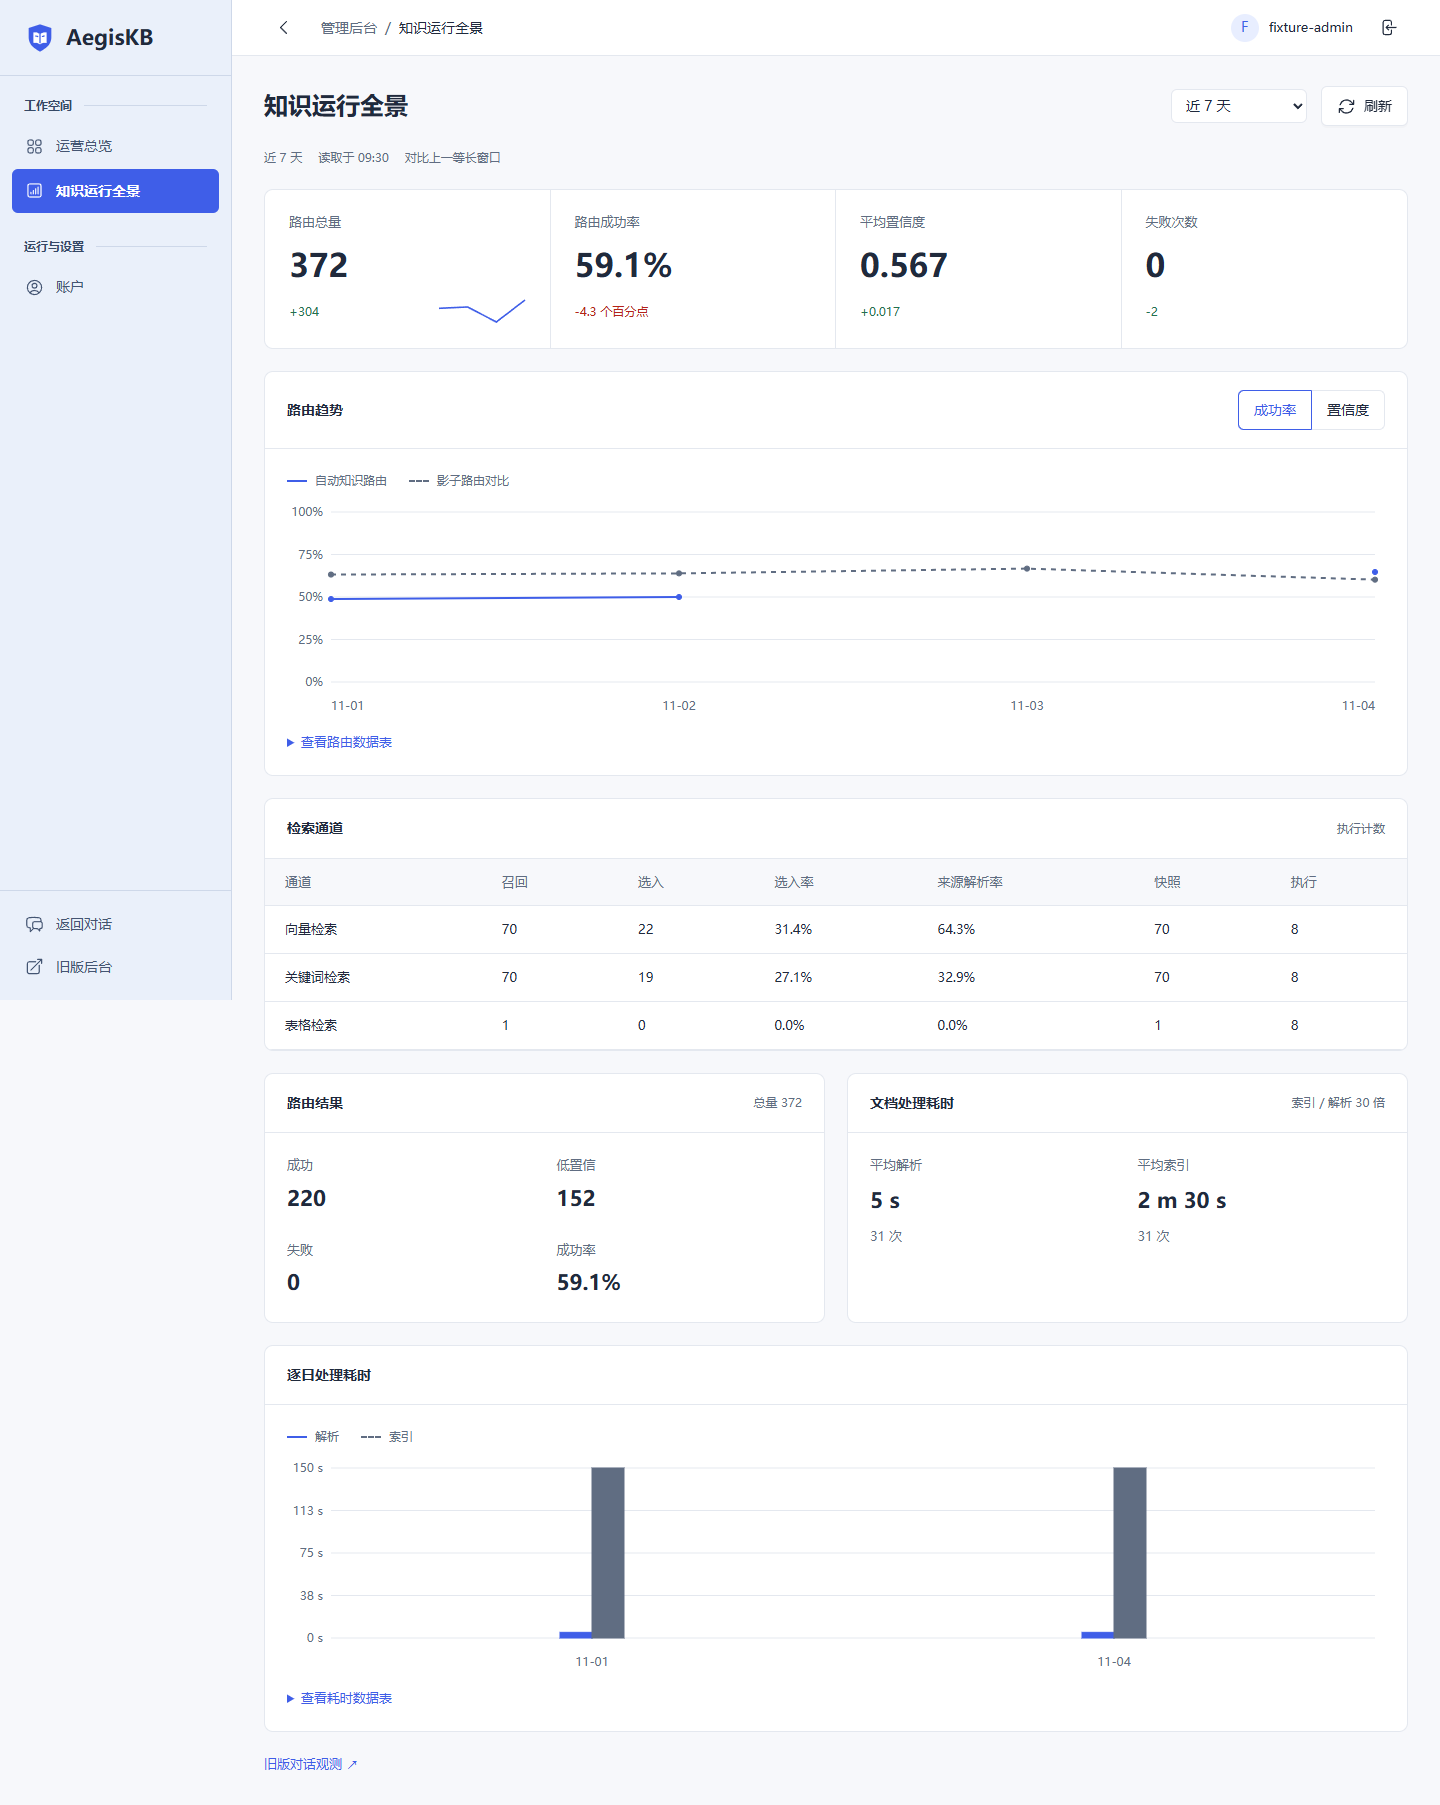 AegisKB
工作空间
运营总览
知识运行全景
运行与设置
账户
返回对话
旧版后台
管理后台 / 知识运行全景
F fixture-admin
知识运行全景
近 7 天
刷新
近 7 天 读取于 09:30 对比上一等长窗口
路由总量
372
+304
路由成功率
59.1%
-4.3 个百分点
平均置信度
0.567
+0.017
失败次数
0
-2
路由趋势
成功率 置信度
自动知识路由 影子路由对比
100%
75%
50%
25%
0%
11-01 11-02 11-03 11-04
查看路由数据表
检索通道 执行计数
通道 召回 选入 选入率 来源解析率 快照 执行
向量检索 70 22 31.4% 64.3% 70 8
关键词检索 70 19 27.1% 32.9% 70 8
表格检索 1 0 0.0% 0.0% 1 8
路由结果 总量 372
成功 低置信
220 152
失败 成功率
0 59.1%
文档处理耗时 索引 / 解析 30 倍
平均解析 平均索引
5 s 2 m 30 s
31 次 31 次
逐日处理耗时
解析 索引
150 s
113 s
75 s
38 s
0 s
11-01 11-04
查看耗时数据表
旧版对话观测 ↗